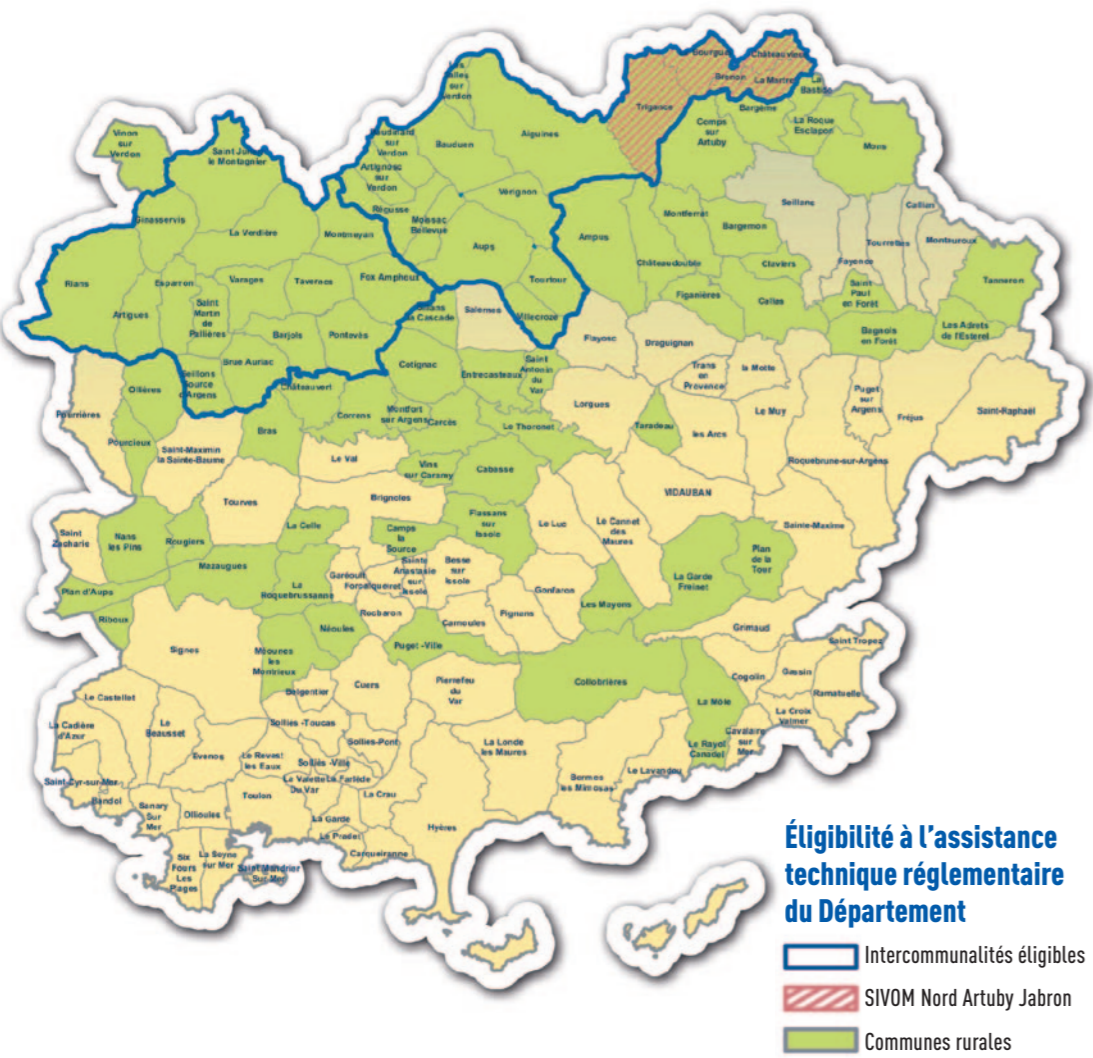 Les
Salles
sur
Verdon
Bourguet
Châteauvieux
Brenon
La Martre
Trigance
La
Bastide
Bargème
Comps
sur
Artuby
La Roque
Esclapon
Mons
Vinon
sur
Verdon
Saint Julien
le Montagnier
Baudinard
sur
Verdon
Bauduen
Aiguines
Artignosc
sur
Verdon
Vérignon
Régusse
Moissac
Bellevue
Aups
Ginasservis
La Verdière
Montmeyan
Ampus
Montferrat
Bargemon
Seillans
Callian
Tourrettes
Montauroux
Fayence
Rians
Esparron
Varages
Tavernes
Fox Amphoux
Tourtour
Châteaudouble
Claviers
Saint
Paul
en Forêt
Tanneron
Artigues
Saint
Martin
de
Pallières
Barjols
Pontevès
Sillans
la Cascade
Salernes
Villecroze
Figanières
Callas
Bagnols
en Forêt
Les Adrets
de l'Esterel
Brue Auriac
Seillons
Source
d'Argens
Ollières
Châteauvert
Cotignac
Entrecasteaux
Saint
Antonin
du
Var
Flayosc
Draguignan
Trans
en
Provence
la Motte
Puget
sur
Argens
Fréjus
Saint-Raphaël
Pourrières
Pourcieux
Bras
Correns
Montfort
sur Argens
Carcès
Le Thoronet
Lorgues
Taradeau
les Arcs
Le Muy
Roquebrune-sur-Argens
Saint-Maximin
la Sainte-Baume
Le Val
Vins
sur Caramy
Cabasse
Tourves
Brignoles
VIDAUBAN
Saint
Zacharie
Nans
les Pins
Rougiers
La Celle
Camps
la
Source
Flassans
sur
Issole
Le Luc
Le Cannet
des
Maures
Sainte-Maxime
Mazaugues
Plan d'Aups
La
Roquebrussanne
Garéoult
Forcalqueiret
Sainte
Anastasie
sur
Issole
Besse
sur
Issole
Gonfaron
Les Mayons
La Garde
Freinet
Plan
de la
Tour
Riboux
Rocbaron
Néoules
Carnoules
Pignans
Puget-Ville
Grimaud
Saint Tropez
Signes
Méounes
les
Montrieux
Belgentier
Cuers
Pierrefeu
du
Var
Collobrières
Cogolin
Gassin
Ramatuelle
La Môle
La Croix
Valmer
Le Castellet
La Cadière
d'Azur
Le
Beausset
Evenos
Sollies -Toucas
Sollies-Pont
Le Revest
les Eaux
Solliès -Ville
La Londe
les Maures
Le Rayol
Canadel
Cavalaire
sur
Mer
Bormes
les Mimosas
Le Lavandou
Saint-Cyr-sur-Mer
Bandol
Sanary
Sur
Mer
Ollioules
Toulon
La Valette
Du Var
La Farlède
La Crau
La Garde
Le Pradet
Carqueiranne
Hyères
Six
Fours
Les
Plages
La Seyne
sur Mer
Saint Mandrier
Sur Mer
Éligibilité à l'assistance
technique réglementaire
du Département
Intercommunalités éligibles
SIVOM Nord Artuby Jabron
Communes rurales